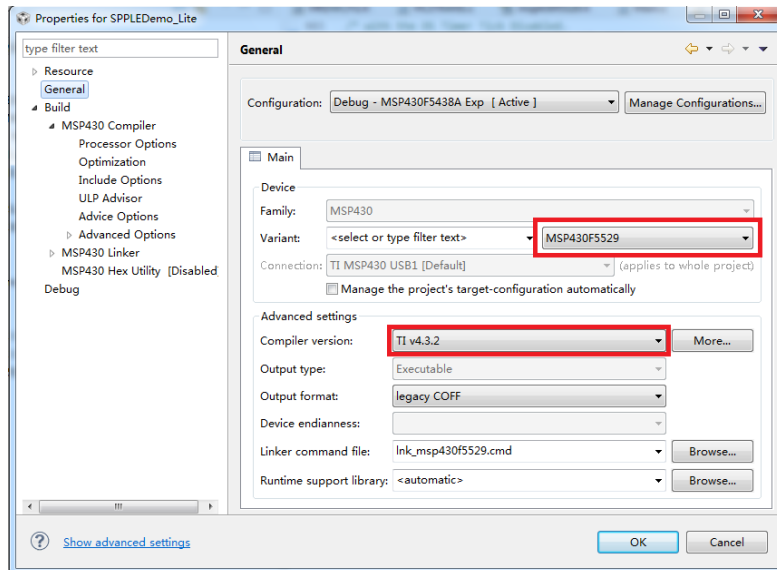 Properties for SPPLEDemo_Lite
type filter text
General
Resource
General
Build
MSP430 Compiler
Processor Options
Optimization
Include Options
ULP Advisor
Advice Options
Advanced Options
MSP430 Linker
MSP430 Hex Utility [Disabled
Debug
Configuration: Debug - MSP430F5438A Exp [ Active ] Manage Configurations...
Main
Device
Family: MSP430
Variant: <select or type filter text> MSP430F5529
Connection: TI MSP430 USB1 [Default] (applies to whole project)
Manage the project's target-configuration automatically
Advanced settings
Compiler version: TI v4.3.2 More...
Output type: Executable
Output format: legacy COFF
Device endianness:
Linker command file: lnk_msp430f5529.cmd Browse...
Runtime support library: <automatic> Browse...
Show advanced settings
OK Cancel